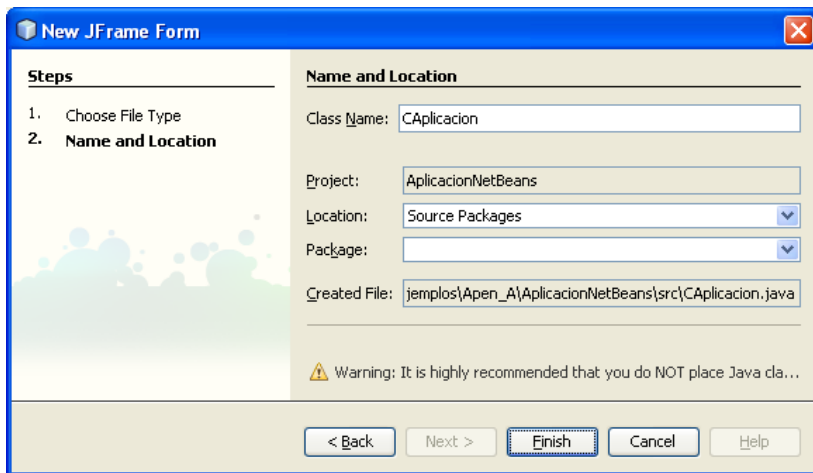 New JFrame Form
Steps
1. Choose File Type
2. Name and Location
Name and Location
Class Name: CAplicacion
Project: AplicacionNetBeans
Location: Source Packages
Package:
Created File: jemplos\Apen_A\AplicacionNetBeans\src\CAplicacion.java
Warning: It is highly recommended that you do NOT place Java cla...
< Back Next > Finish Cancel Help